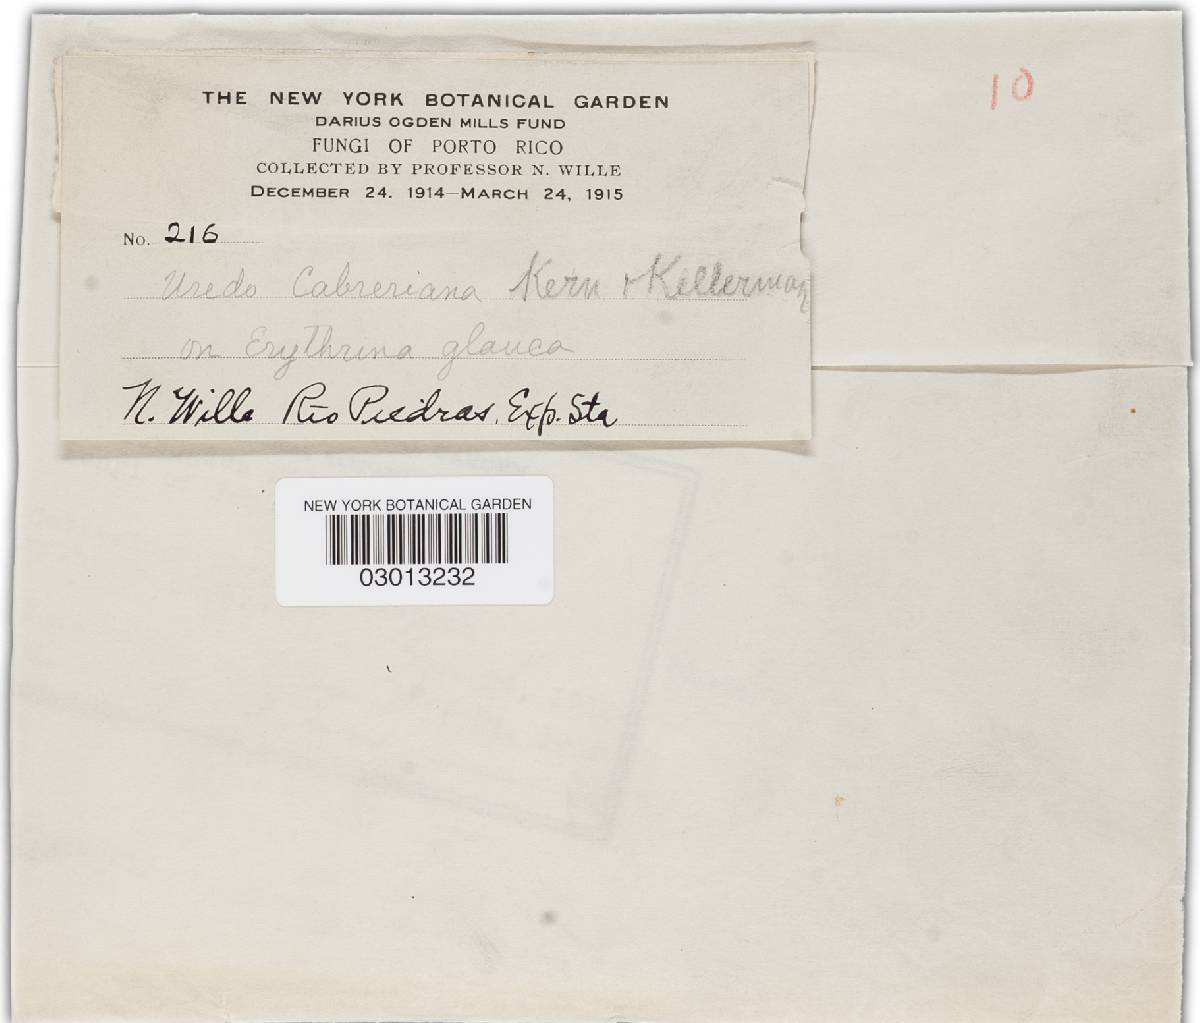 10
THE NEW YORK BOTANICAL GARDEN
DARIUS OGDEN MILLS FUND
FUNGI OF PORTO RICO
COLLECTED BY PROFESSOR N. WILLE
DECEMBER 24. 1914—MARCH 24, 1915
No. 216
Uredo Cabreriana Kern & Kellerman
on Erythrina glauca
N. Wille Rio Piedras, Exp. Sta
NEW YORK BOTANICAL GARDEN
03013232